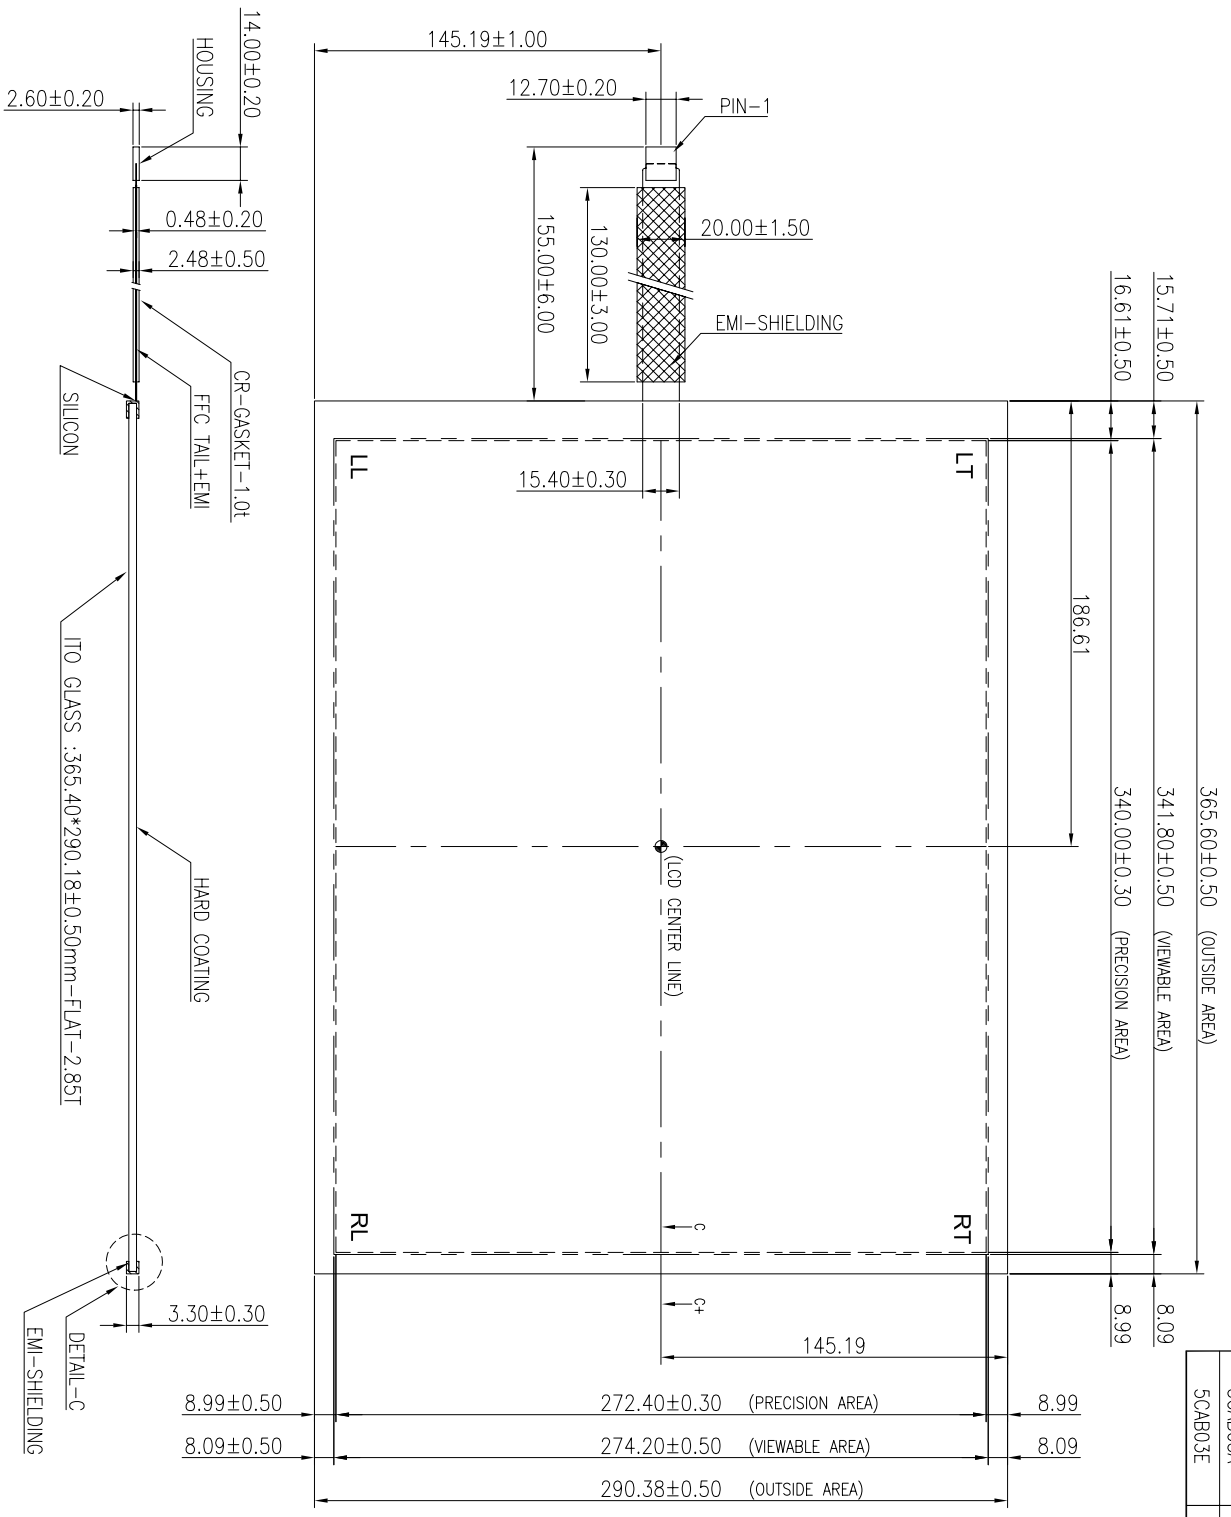 145.19±1.00
12.70±0.20
PIN-1
14.00±0.20
HOUSING
2.60±0.20
0.48±0.20
2.48±0.50
155.00±6.00
130.00±3.00
20.00±1.50
EMI-SHIELDING
15.71±0.50
16.61±0.50
CR-GASKET-1.0t
FFC TAIL+EMI
SILICON
LL
LT
15.40±0.30
186.61
365.60±0.50 (OUTSIDE AREA)
341.80±0.50 (VIEWABLE AREA)
340.00±0.30 (PRECISION AREA)
(LCD CENTER LINE)
ITO GLASS :365.40*290.18±0.50mm-FLAT-2.85T
HARD COATING
RL
RT
C
C+
8.09
8.99
3.30±0.30
DETAIL-C
EMI-SHIELDING
145.19
8.99±0.50
272.40±0.30 (PRECISION AREA)
8.99
8.09±0.50
274.20±0.50 (VIEWABLE AREA)
8.09
290.38±0.50 (OUTSIDE AREA)
5CAB03E